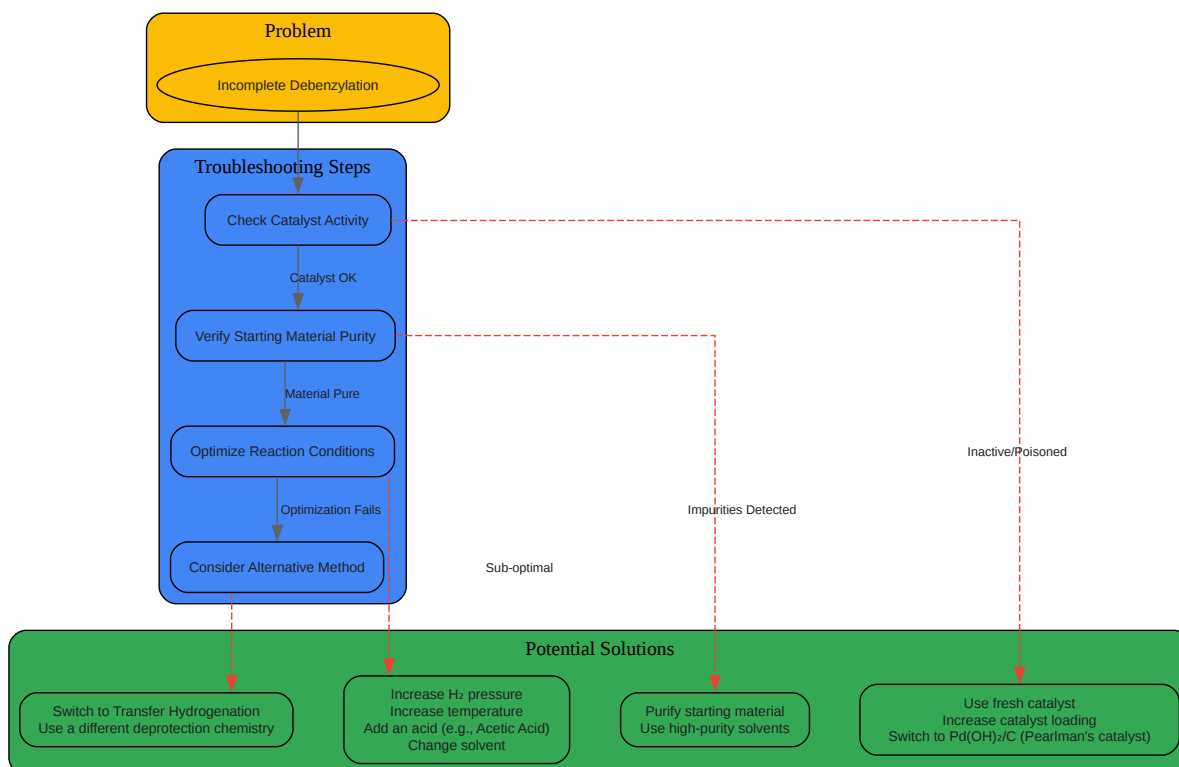 Problem
Incomplete Debenzylation
Troubleshooting Steps
Check Catalyst Activity
Catalyst OK
Verify Starting Material Purity
Material Pure
Optimize Reaction Conditions
Inactive/Poisoned
Optimization Fails
Impurities Detected
Consider Alternative Method
Sub-optimal
Potential Solutions
Switch to Transfer Hydrogenation
Use a different deprotection chemistry
Increase H₂ pressure
Increase temperature
Add an acid (e.g., Acetic Acid)
Change solvent
Purify starting material
Use high-purity solvents
Use fresh catalyst
Increase catalyst loading
Switch to Pd(OH)₂/C (Pearlman's catalyst)